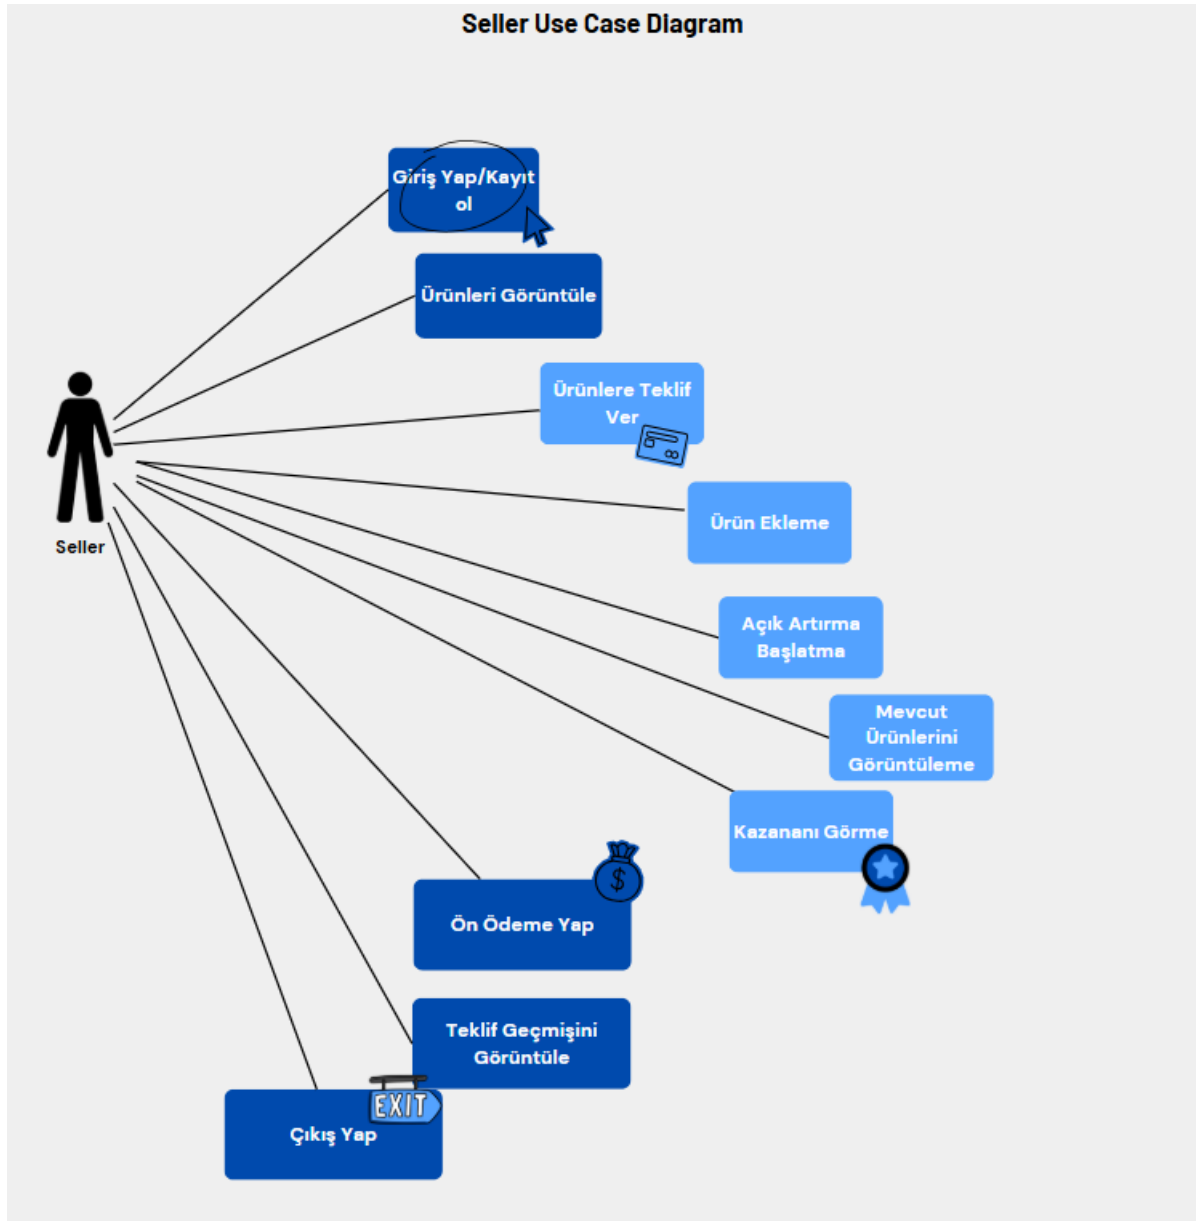 Seller Use Case Diagram
Giriş Yap/Kayıt
ol
Ürünleri Görüntüle
Ürünlere Teklif
Ver
Ürün Ekleme
Seller
Açık Artırma
Başlatma
Mevcut
Ürünlerini
Görüntüleme
Kazananı Görme
$
Ön Ödeme Yap
Teklif Geçmişini
Görüntüle
EXIT
Çıkış Yap